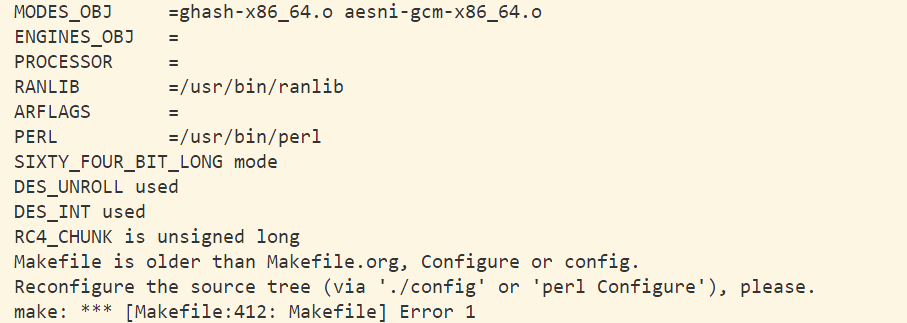 MODES_OBJ     =ghash-x86_64.o aesni-gcm-x86_64.o
ENGINES_OBJ   =
PROCESSOR     =
RANLIB        =/usr/bin/ranlib
ARFLAGS       =
PERL          =/usr/bin/perl
SIXTY_FOUR_BIT_LONG mode
DES_UNROLL used
DES_INT used
RC4_CHUNK is unsigned long
Makefile is older than Makefile.org, Configure or config.
Reconfigure the source tree (via './config' or 'perl Configure'), please.
make: *** [Makefile:412: Makefile] Error 1